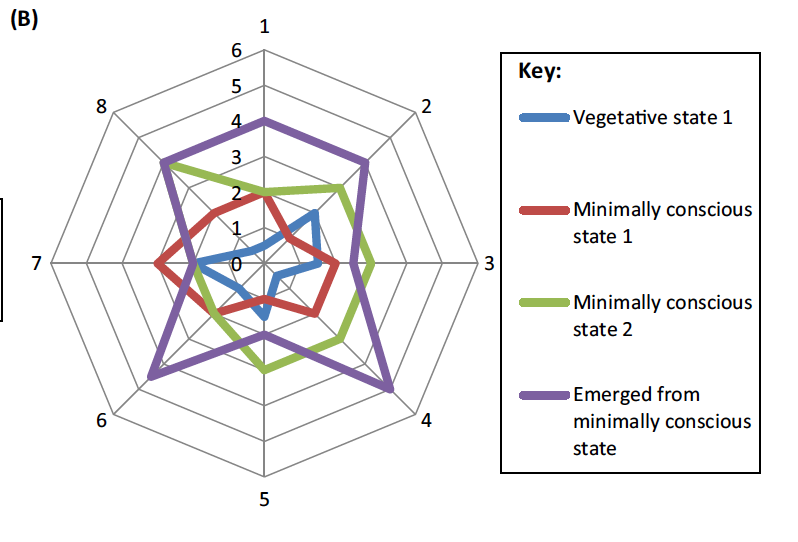 (B)
1
6
5
4
3
2
1
0
2
3
4
5
6
7
8
Key:
Vegetative state 1
Minimally conscious
state 1
Minimally conscious
state 2
Emerged from
minimally conscious
state